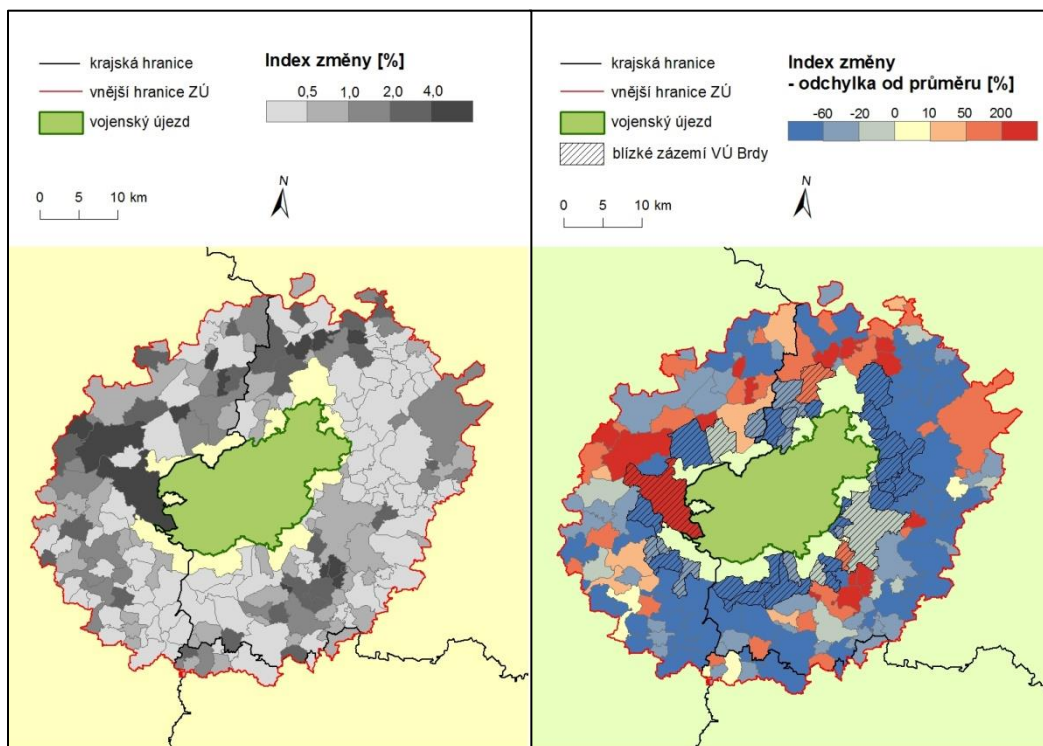 krajská hranice
vnější hranice ZÚ
vojenský újezd
Index změny [%]
0,5 1,0 2,0 4,0
N
0 5 10 km
krajská hranice
vnější hranice ZÚ
vojenský újezd
blízké zázemí VÚ Brdy
Index změny
- odchylka od průměru [%]
-60 -20 0 10 50 200
N
0 5 10 km